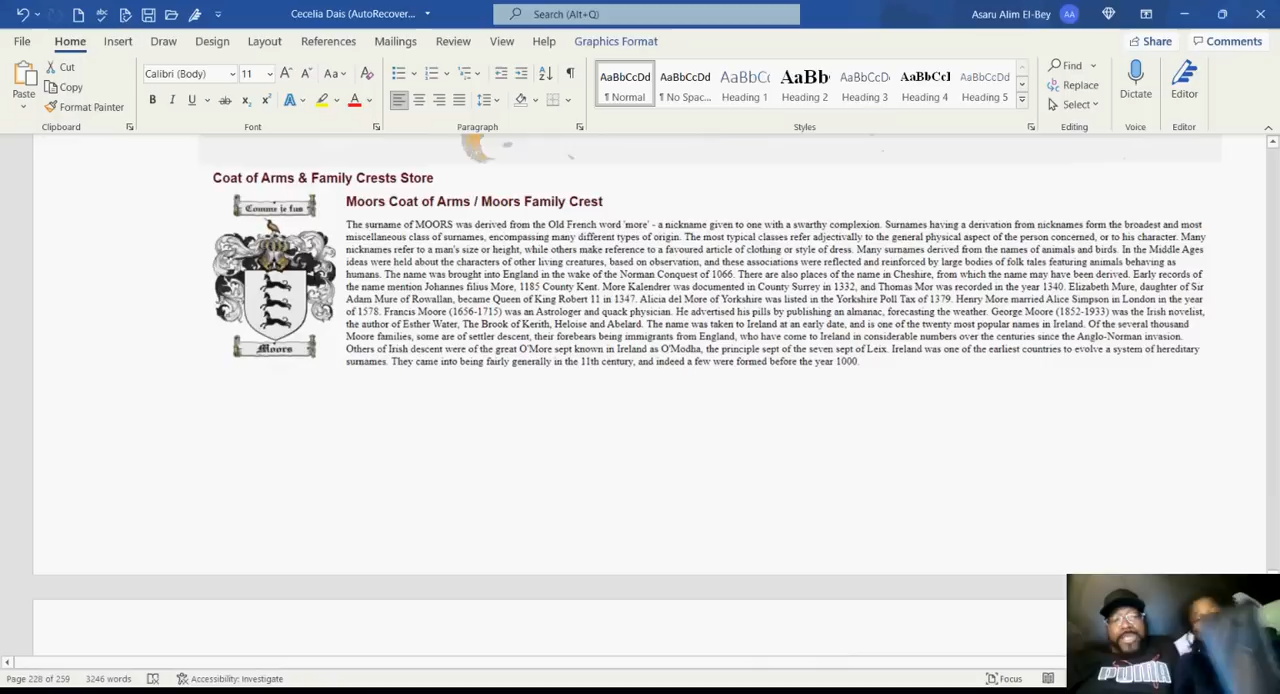 Cecelia Dais (AutoRecover...
Search (Alt+Q)
Asaru Alim El-Bey
AA
File Home Insert Draw Design Layout References Mailings Review View Help Graphics Format
Share Comments
Paste
Cut
Copy
Format Painter
Clipboard
Calibri (Body) 11
Font
Paragraph
AaBbCcDd AaBbCcDd AaBbCc AaBb AaBbCcD AaBbCcI AaBbCcDd
¶ Normal ¶ No Spac... Heading 1 Heading 2 Heading 3 Heading 4 Heading 5
Styles
Find
Replace
Select
Editing
Dictate
Voice
Editor
Editor
Coat of Arms & Family Crests Store
Comme je fus
Moors
Moors Coat of Arms / Moors Family Crest
The surname of MOORS was derived from the Old French word 'more' - a nickname given to one with a swarthy complexion. Surnames having a derivation from nicknames form the broadest and most
miscellaneous class of surnames, encompassing many different types of origin. The most typical classes refer adjectivally to the general physical aspect of the person concerned, or to his character. Many
nicknames refer to a man's size or height, while others make reference to a favoured article of clothing or style of dress. Many surnames derived from the names of animals and birds. In the Middle Ages
ideas were held about the characters of other living creatures, based on observation, and these associations were reflected and reinforced by large bodies of folk tales featuring animals behaving as
humans. The name was brought into England in the wake of the Norman Conquest of 1066. There are also places of the name in Cheshire, from which the name may have been derived. Early records of
the name mention Johannes filius More, 1185 County Kent. More Kalendrer was documented in County Surrey in 1332, and Thomas Mor was recorded in the year 1340. Elizabeth Mure, daughter of Sir
Adam Mure of Rowallan, became Queen of King Robert 11 in 1347. Alicia del More of Yorkshire was listed in the Yorkshire Poll Tax of 1379. Henry More married Alice Simpson in London in the year
of 1578. Francis Moore (1656-1715) was an Astrologer and quack physician. He advertised his pills by publishing an almanac, forecasting the weather. George Moore (1852-1933) was the Irish novelist,
the author of Esther Water, The Brook of Kerith, Heloise and Abelard. The name was taken to Ireland at an early date, and is one of the twenty most popular names in Ireland. Of the several thousand
Moore families, some are of settler descent, their forebears being immigrants from England, who have come to Ireland in considerable numbers over the centuries since the Anglo-Norman invasion.
Others of Irish descent were of the great O'More sept known in Ireland as O'Modha, the principle sept of the seven sept of Leix. Ireland was one of the earliest countries to evolve a system of hereditary
surnames. They came into being fairly generally in the 11th century, and indeed a few were formed before the year 1000.
PUMA
Page 228 of 259 3246 words Accessibility: Investigate Focus